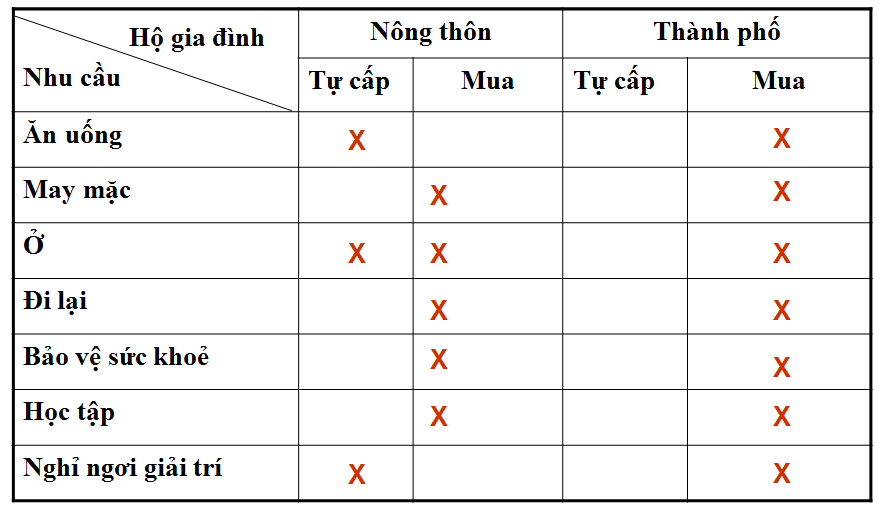 Hộ gia đình Nông thôn Thành phố
Nhu cầu Tự cấp Mua Tự cấp Mua
Ăn uống X X
May mặc X X
Ở X X X
Đi lại X X
Bảo vệ sức khoẻ X X
Học tập X X
Nghỉ ngơi giải trí X X